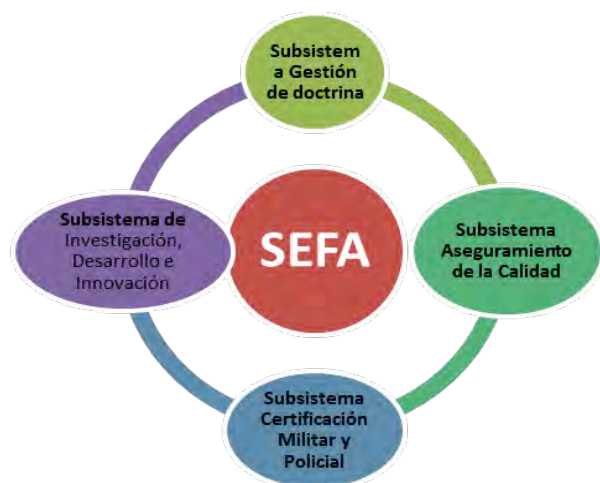 Subsistem
a Gestión
de doctrina
Subsistema de
Investigación,
Desarrollo e
Innovación
SEFA
Subsistema
Aseguramiento
de la Calidad
Subsistema
Certificación
Militar y
Policial